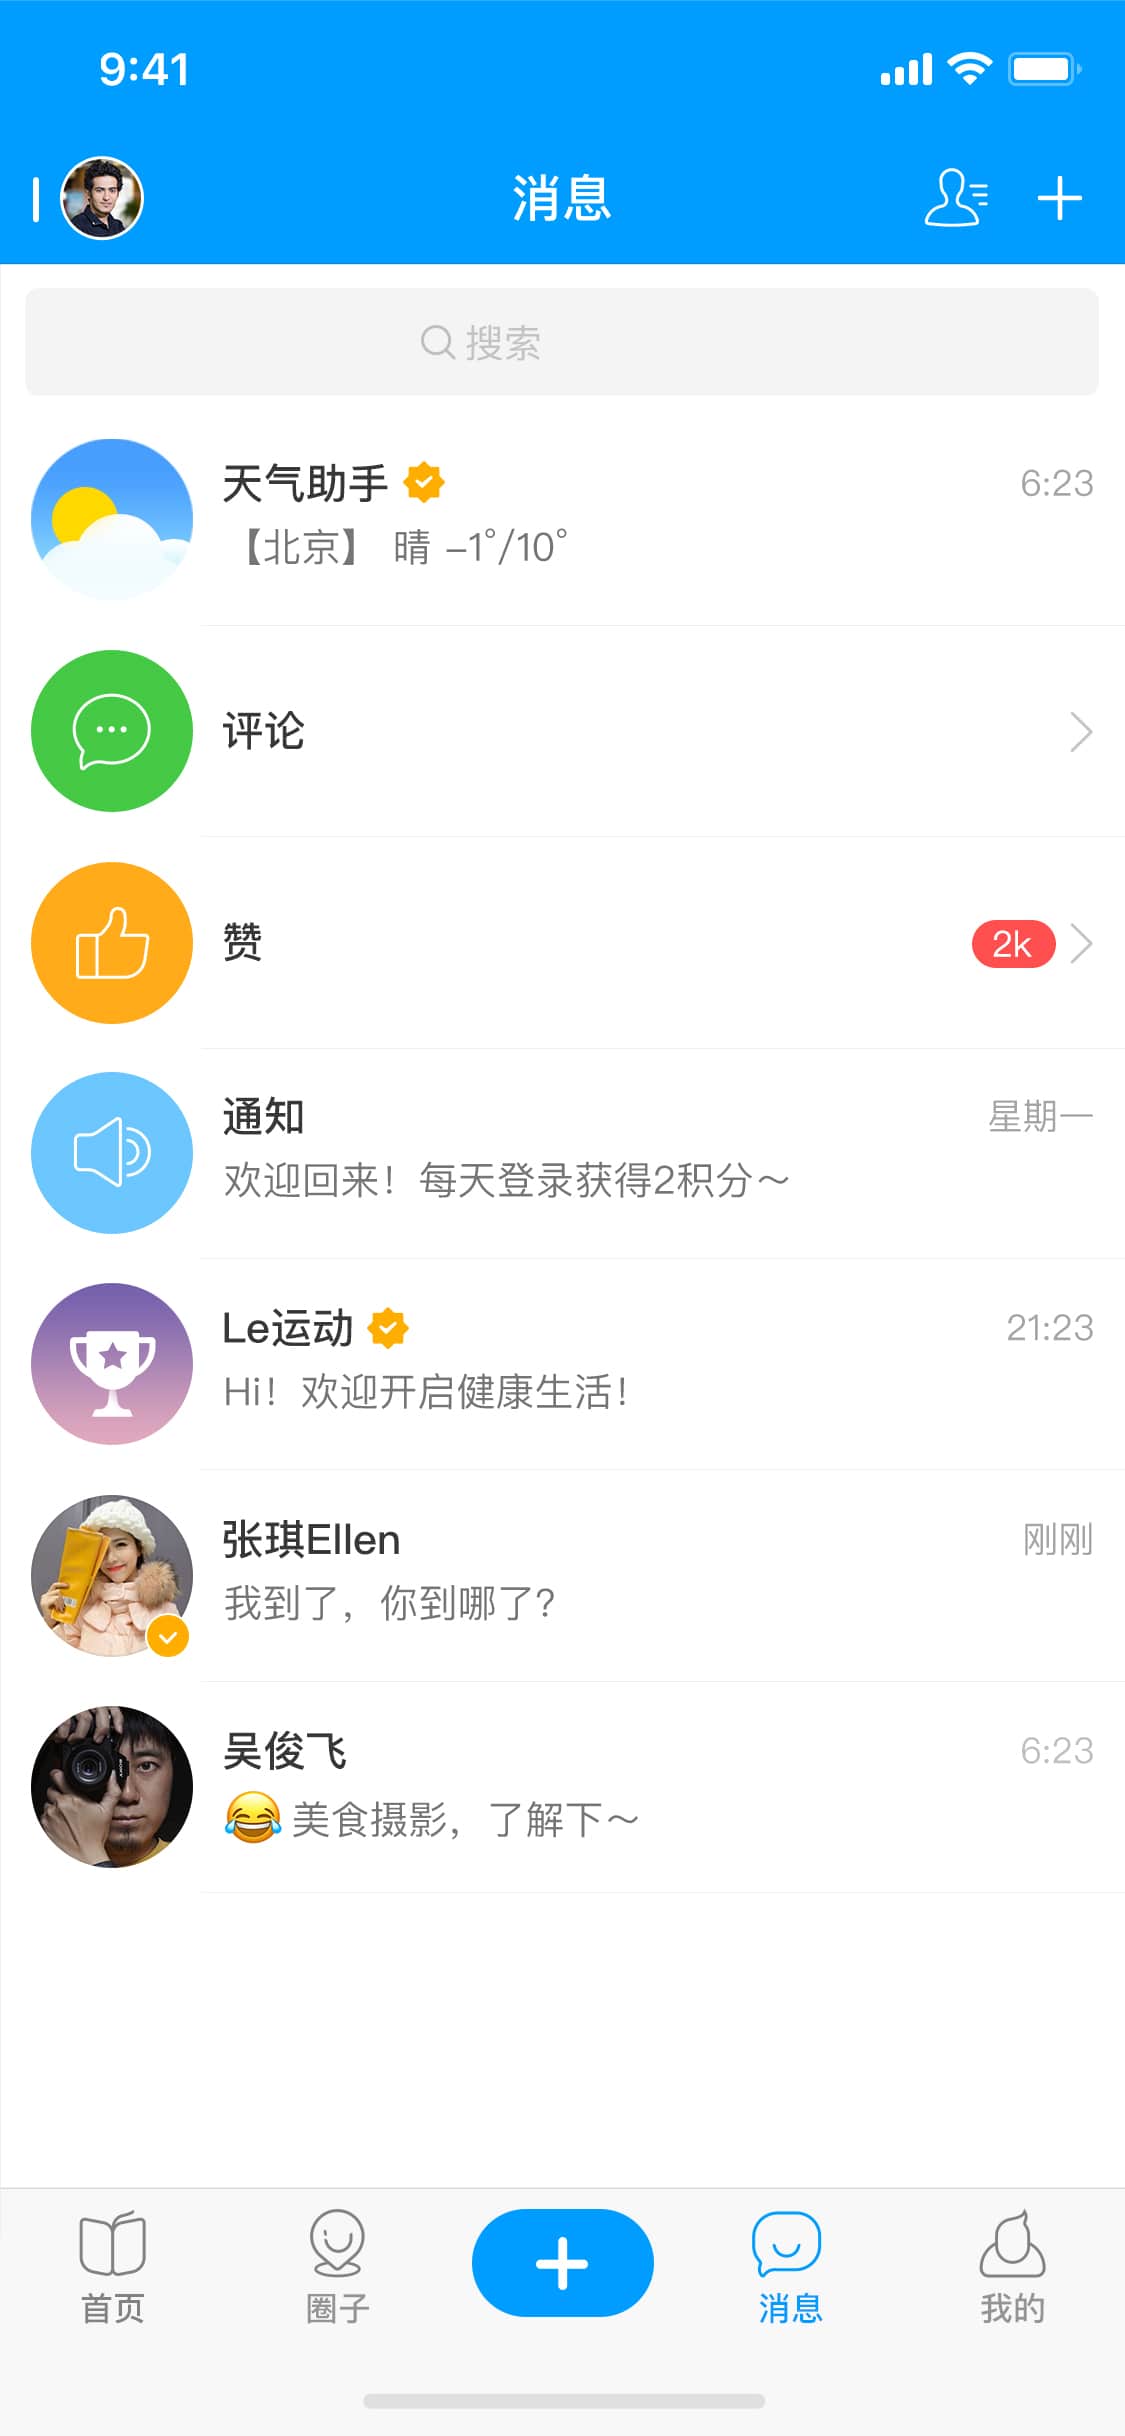 9:41
消息
搜索
天气助手
6:23
【北京】 晴 -1°/10°
评论
赞
2k
通知
星期一
欢迎回来！每天登录获得2积分～
Le运动
21:23
Hi！欢迎开启健康生活！
张琪Ellen
刚刚
我到了，你到哪了?
吴俊飞
6:23
😂美食摄影，了解下～
首页
圈子
消息
我的